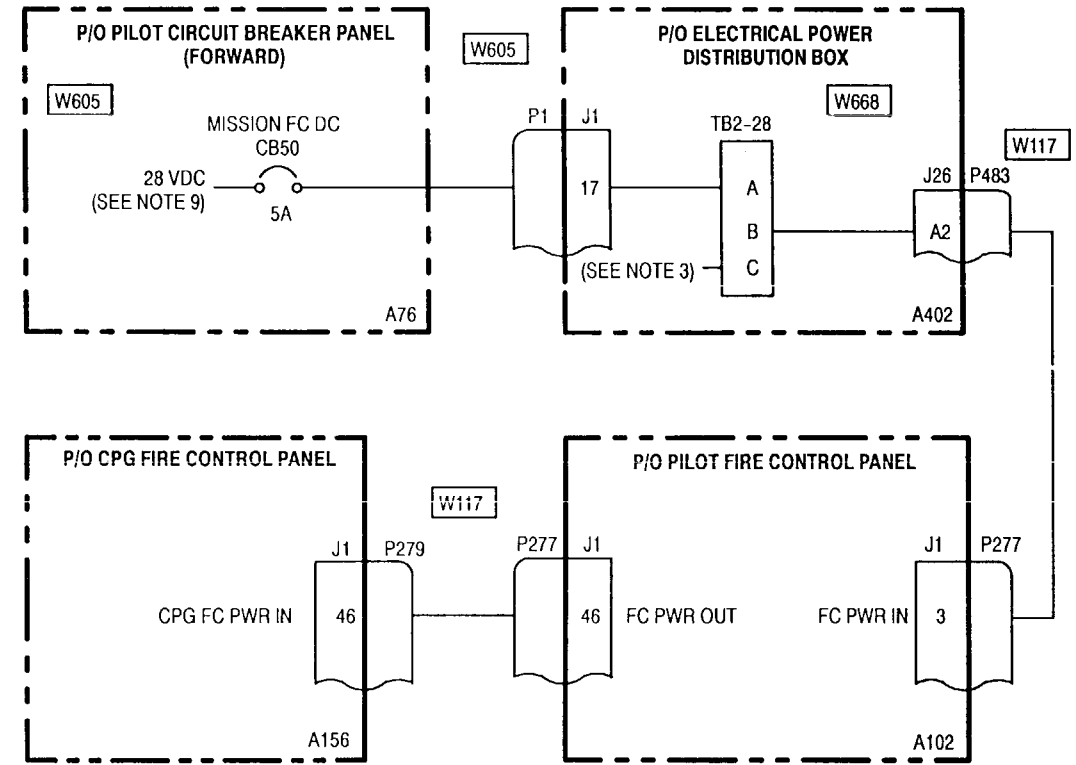 P/O PILOT CIRCUIT BREAKER PANEL
(FORWARD)
W605
MISSION FC DC
CB50
28 VDC
(SEE NOTE 9)
5A
A76
W605
P/O ELECTRICAL POWER
DISTRIBUTION BOX
W668
P1
J1
17
TB2-28
A
B
C
(SEE NOTE 3)
J26
P483
A2
A402
W117
P/O CPG FIRE CONTROL PANEL
J1
P279
CPG FC PWR IN
46
A156
W117
P/O PILOT FIRE CONTROL PANEL
P277
J1
46
FC PWR OUT
FC PWR IN
J1
P277
3
A102